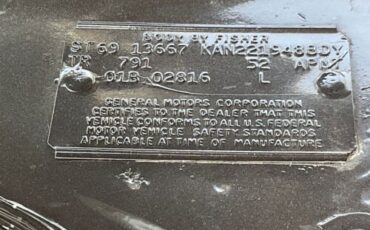 BODY BY FISHER
ST 69 13667 KAN221948BDY
TR 791 52 APD2
01B 02816 L
GENERAL MOTORS CORPORATION
CERTIFIES TO THE DEALER THAT THIS
VEHICLE CONFORMS TO ALL U.S. FEDERAL
MOTOR VEHICLE SAFETY STANDARDS
APPLICABLE AT TIME OF MANUFACTURE